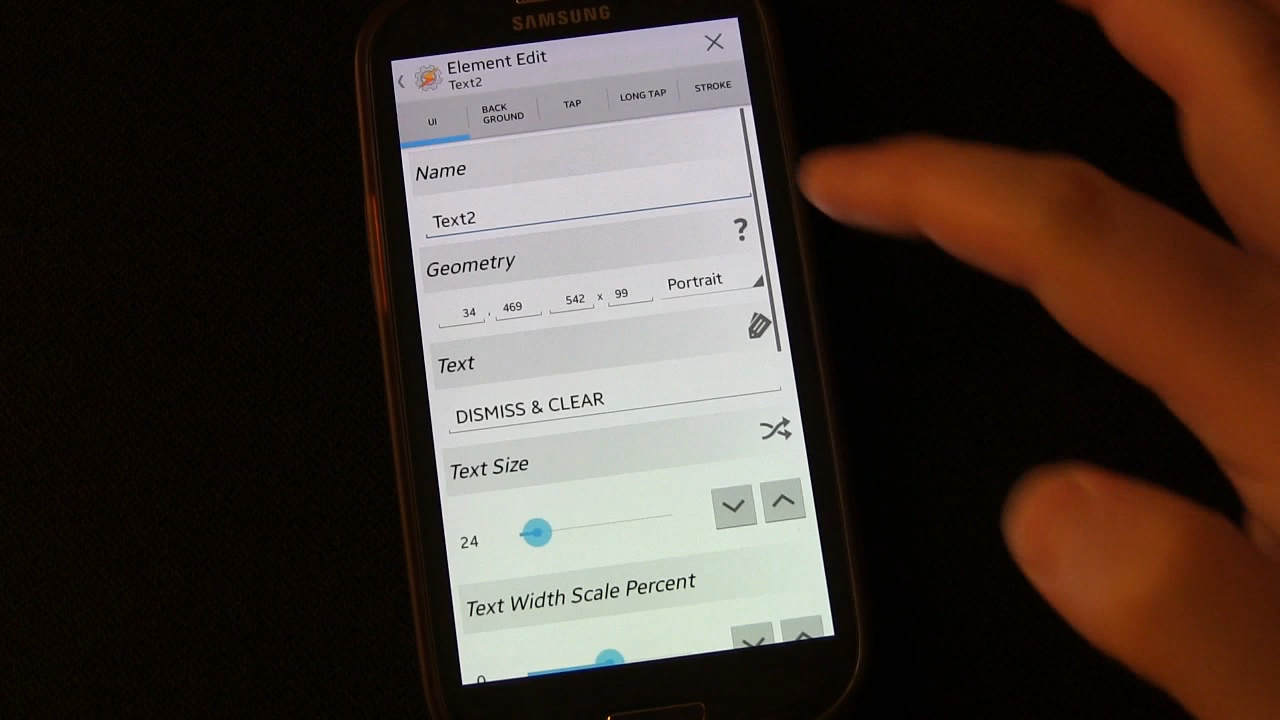 SAMSUNG
Element Edit
Text2
UI
BACK
GROUND
TAP
LONG TAP
STROKE
Name
Text2
Geometry
?
34 , 469 542 x 99 Portrait
Text
DISMISS & CLEAR
Text Size
24
Text Width Scale Percent